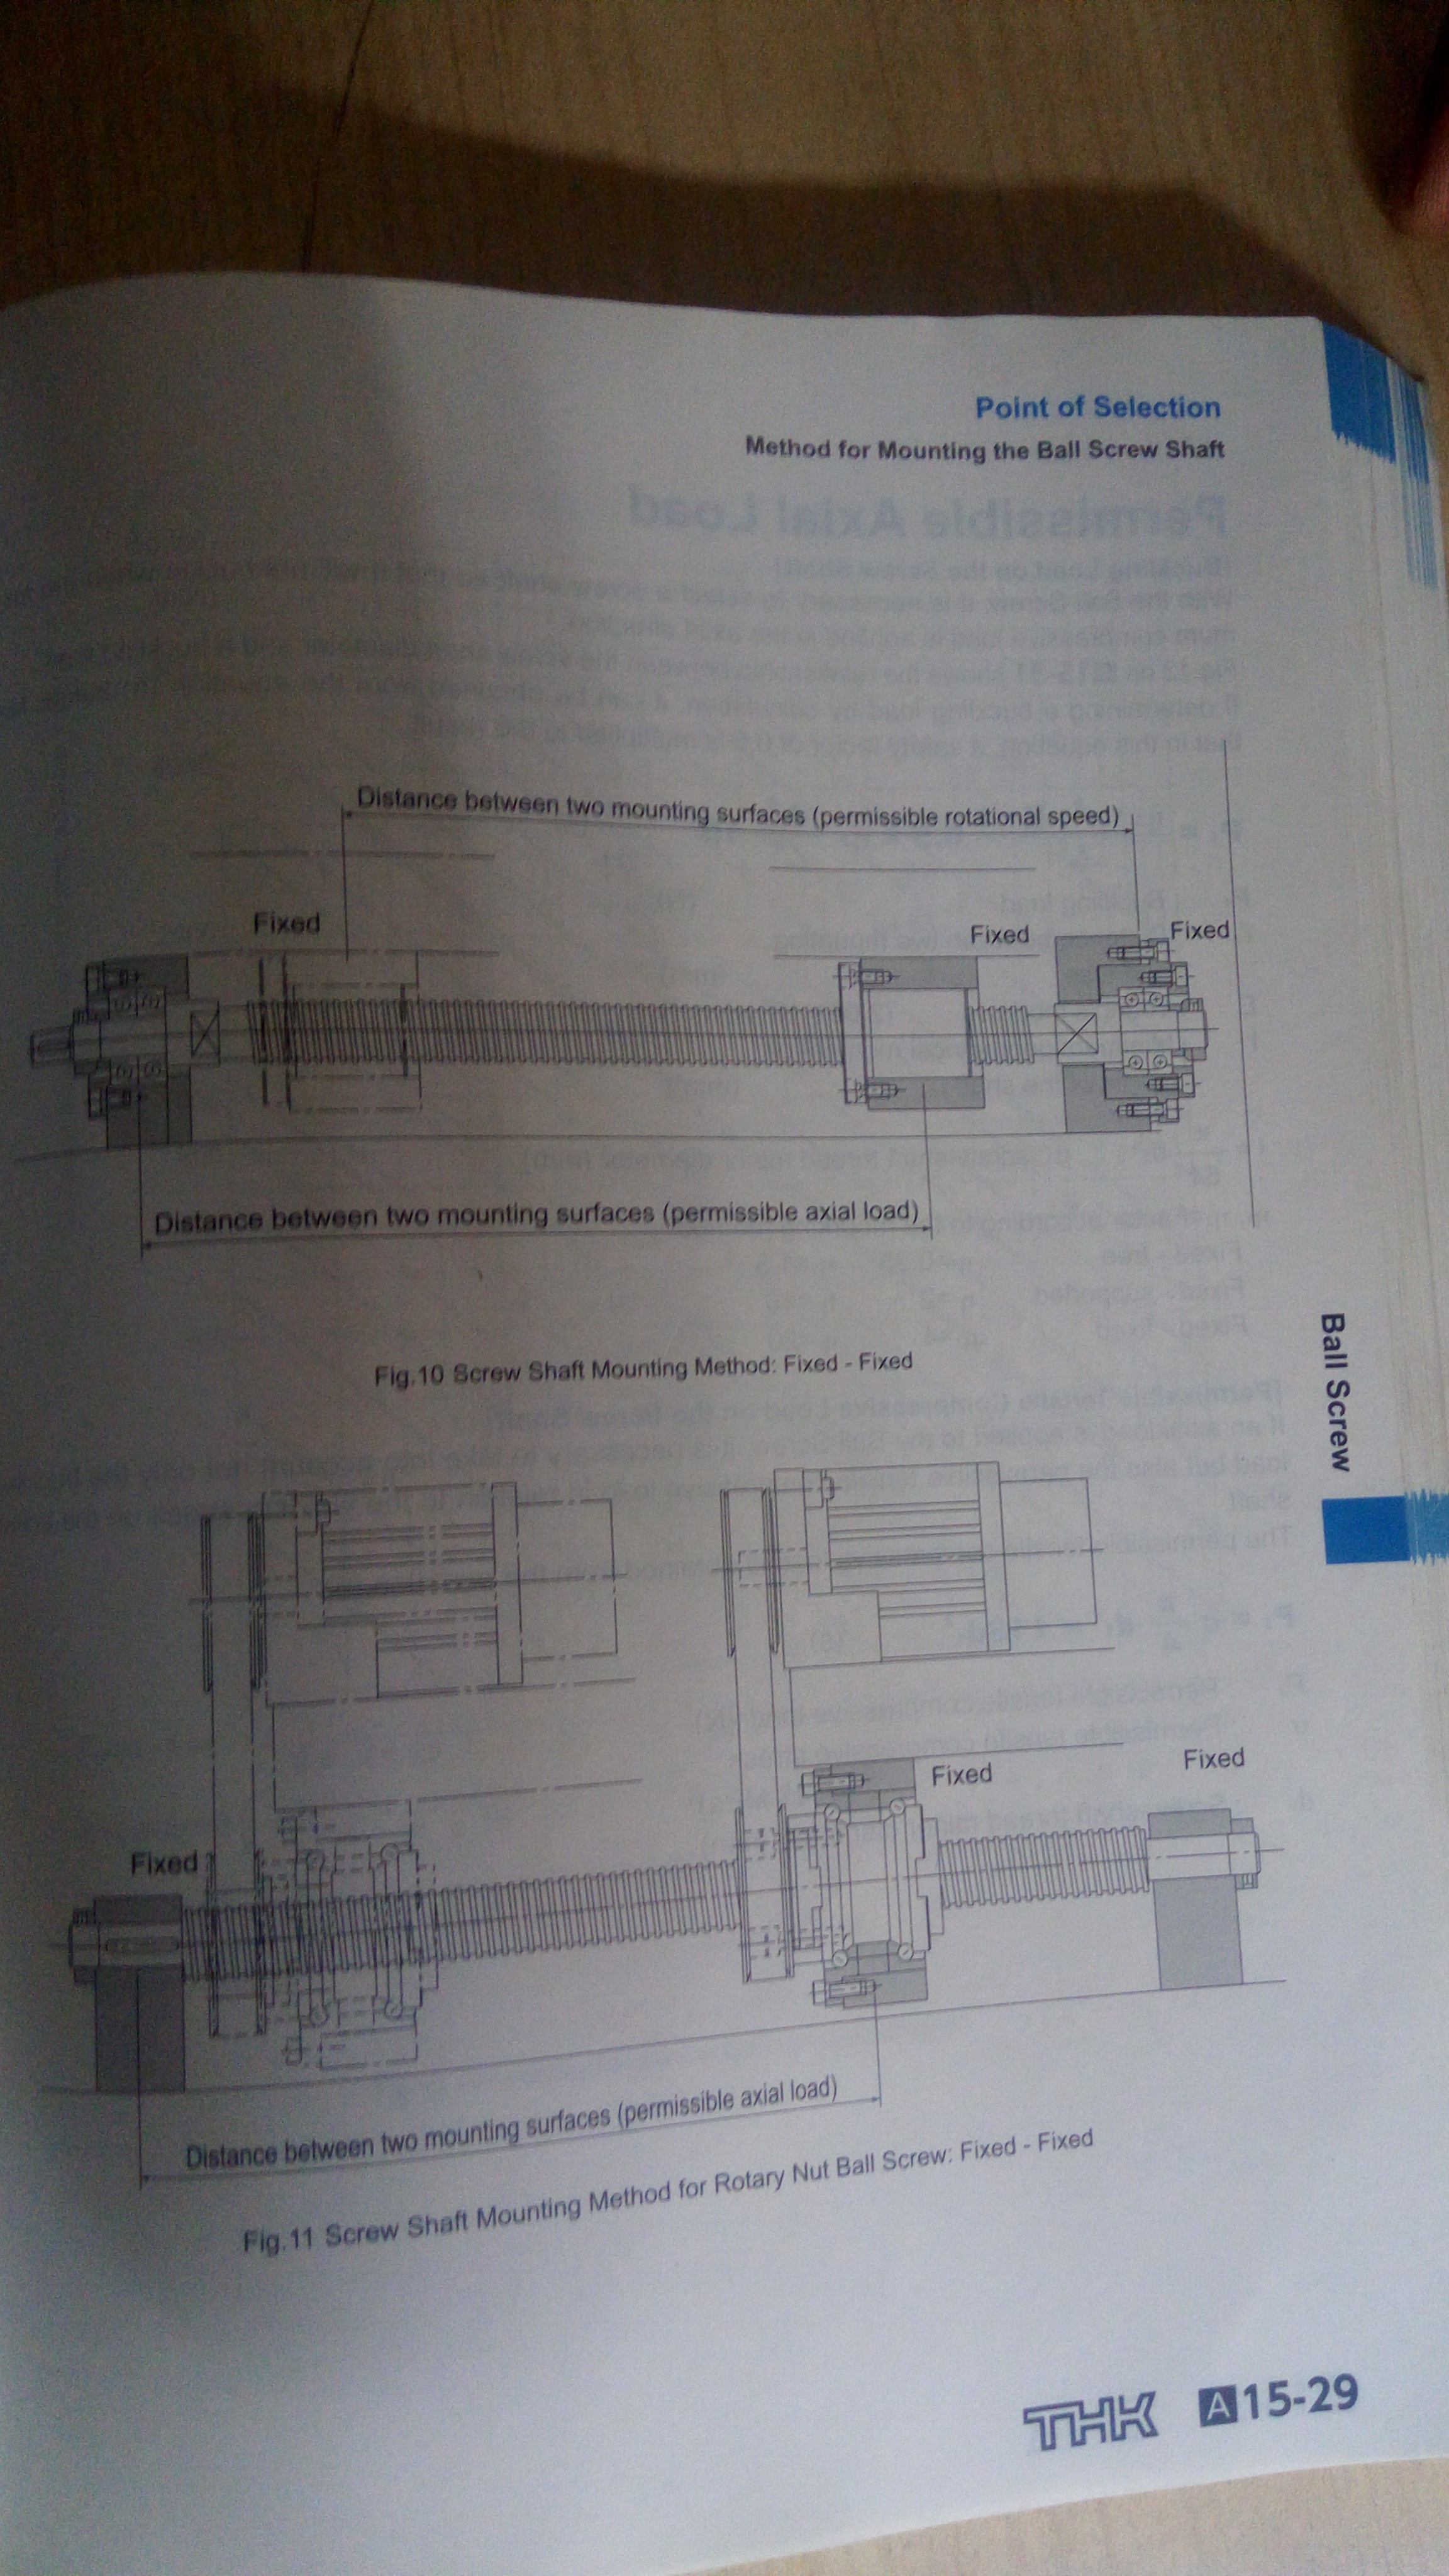 Point of Selection
Method for Mounting the Ball Screw Shaft
Distance between two mounting surfaces (permissible rotational speed)
Fixed
Fixed
Fixed
Distance between two mounting surfaces (permissible axial load)
Fig.10 Screw Shaft Mounting Method: Fixed - Fixed
Ball Screw
Fixed
Fixed
Fixed
Distance between two mounting surfaces (permissible axial load)
Fig.11 Screw Shaft Mounting Method for Rotary Nut Ball Screw: Fixed - Fixed
THK A15-29